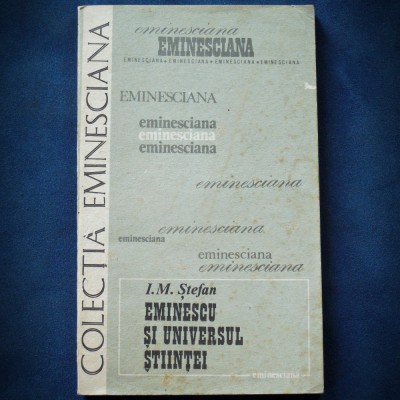 COLECȚIA EMINESCIANA
eminesciana
EMINESCIANA
EMINESCIANA • EMINESCIANA • EMINESCIANA • EMINESCIANA
EMINESCIANA
eminesciana
eminesciana
eminesciana
eminesciana
eminesciana
eminesciana
eminesciana
eminesciana
I.M. Ștefan
EMINESCU
ȘI UNIVERSUL
ȘTIINȚEI
eminesciana